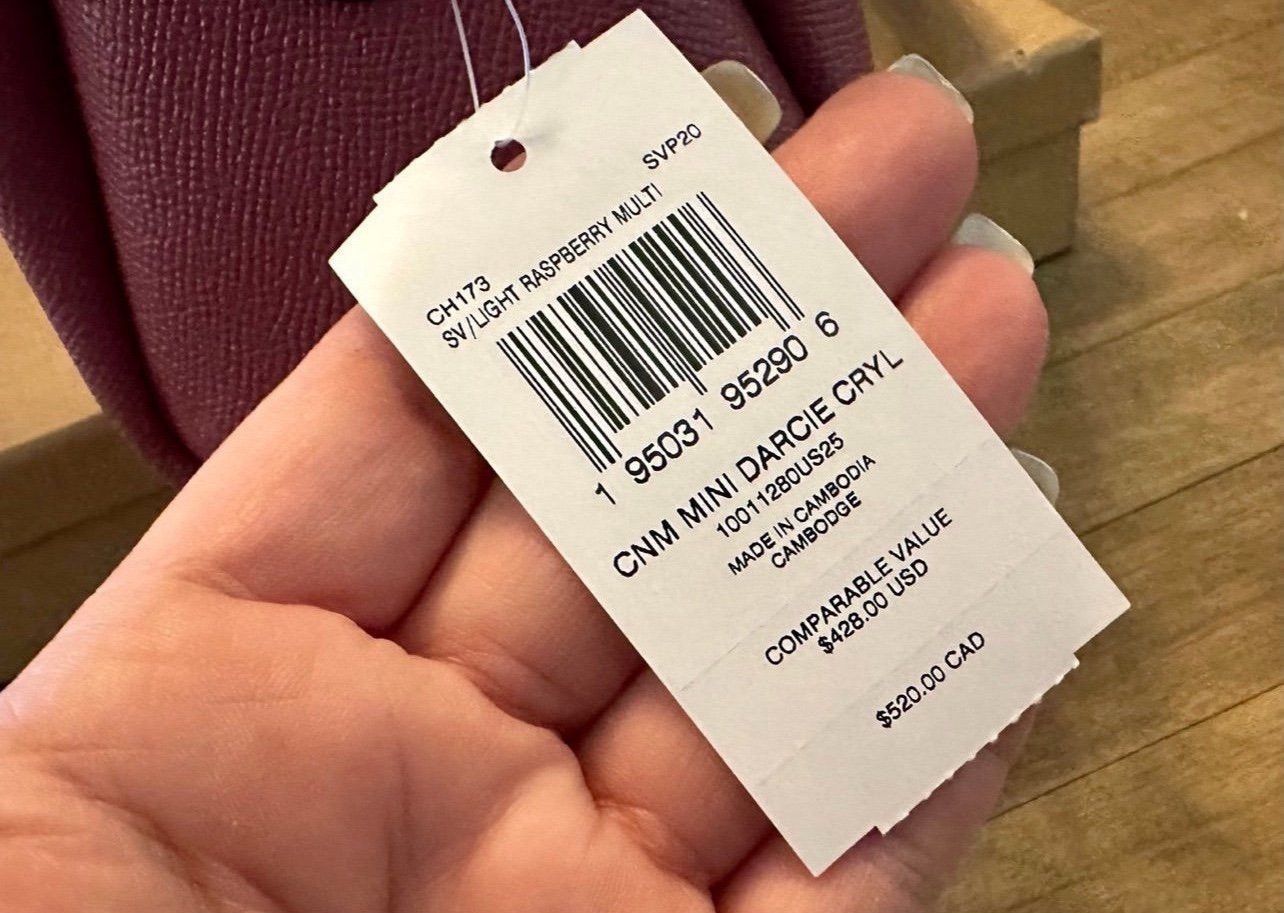 SVP20
CH173
SV/LIGHT RASPBERRY MULTI
1 95031 95290 6
CNM MINI DARCIE CRYL
10011280US25
MADE IN CAMBODIA
CAMBODGE
COMPARABLE VALUE
$428.00 USD
$520.00 CAD